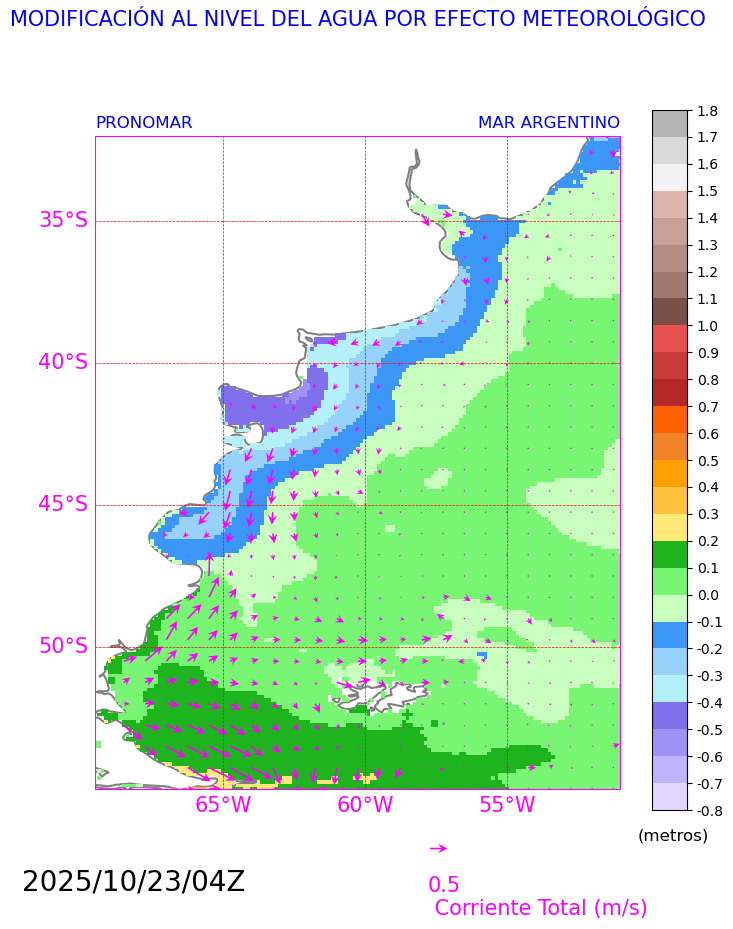 MODIFICACIÓN AL NIVEL DEL AGUA POR EFECTO METEOROLÓGICO
PRONOMAR MAR ARGENTINO
35°S
40°S
45°S
50°S
65°W 60°W 55°W
1.8
1.7
1.6
1.5
1.4
1.3
1.2
1.1
1.0
0.9
0.8
0.7
0.6
0.5
0.4
0.3
0.2
0.1
0.0
-0.1
-0.2
-0.3
-0.4
-0.5
-0.6
-0.7
-0.8
(metros)
2025/10/23/04Z
0.5
Corriente Total (m/s)